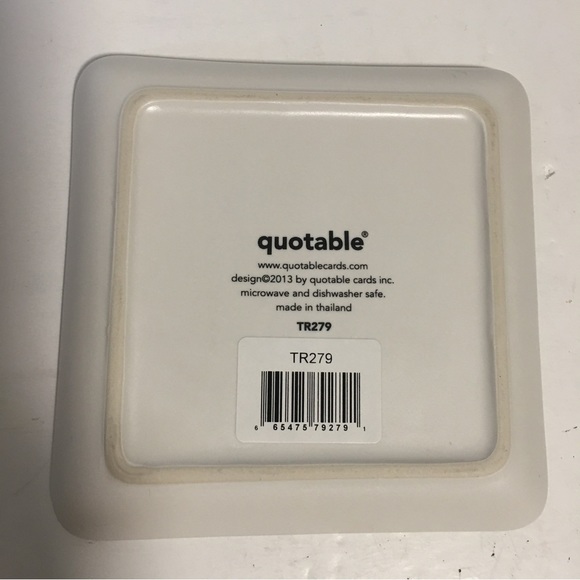 quotable®
www.quotablecards.com
design©2013 by quotable cards inc.
microwave and dishwasher safe.
made in thailand
TR279
TR279
6 65475 79279 1